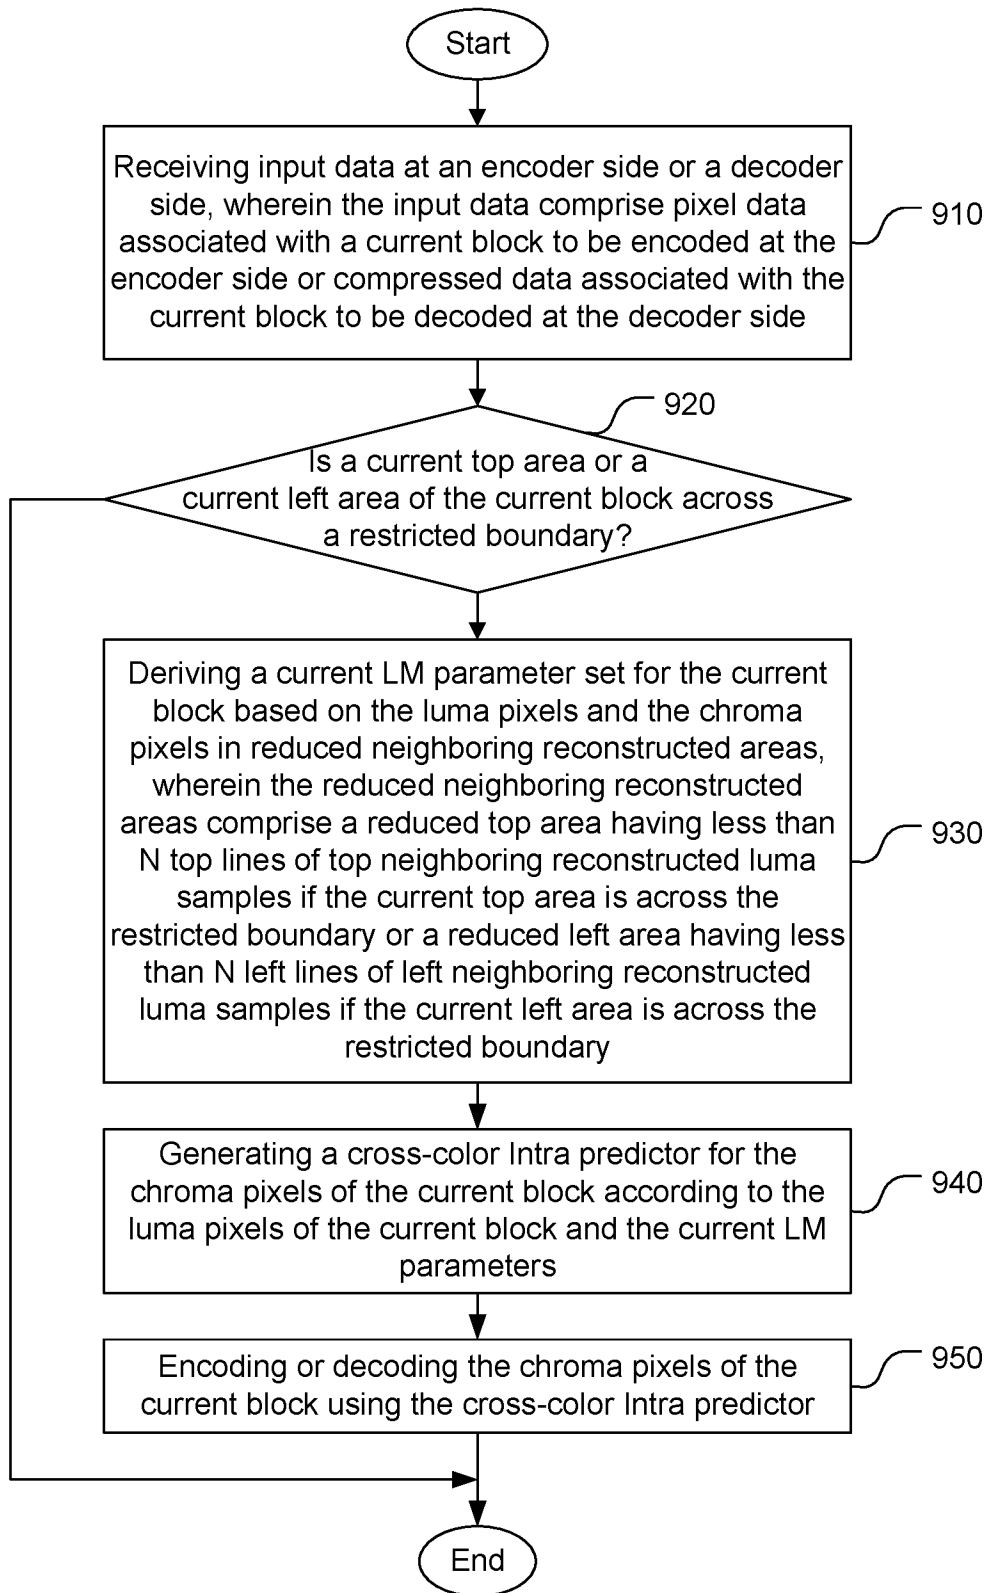 Start
Receiving input data at an encoder side or a decoder
side, wherein the input data comprise pixel data
associated with a current block to be encoded at the
encoder side or compressed data associated with the
current block to be decoded at the decoder side
910
920
Is a current top area or a
current left area of the current block across
a restricted boundary?
Deriving a current LM parameter set for the current
block based on the luma pixels and the chroma
pixels in reduced neighboring reconstructed areas,
wherein the reduced neighboring reconstructed
areas comprise a reduced top area having less than
N top lines of top neighboring reconstructed luma
samples if the current top area is across the
restricted boundary or a reduced left area having less
than N left lines of left neighboring reconstructed
luma samples if the current left area is across the
restricted boundary
930
Generating a cross-color Intra predictor for the
chroma pixels of the current block according to the
luma pixels of the current block and the current LM
parameters
940
Encoding or decoding the chroma pixels of the
current block using the cross-color Intra predictor
950
End